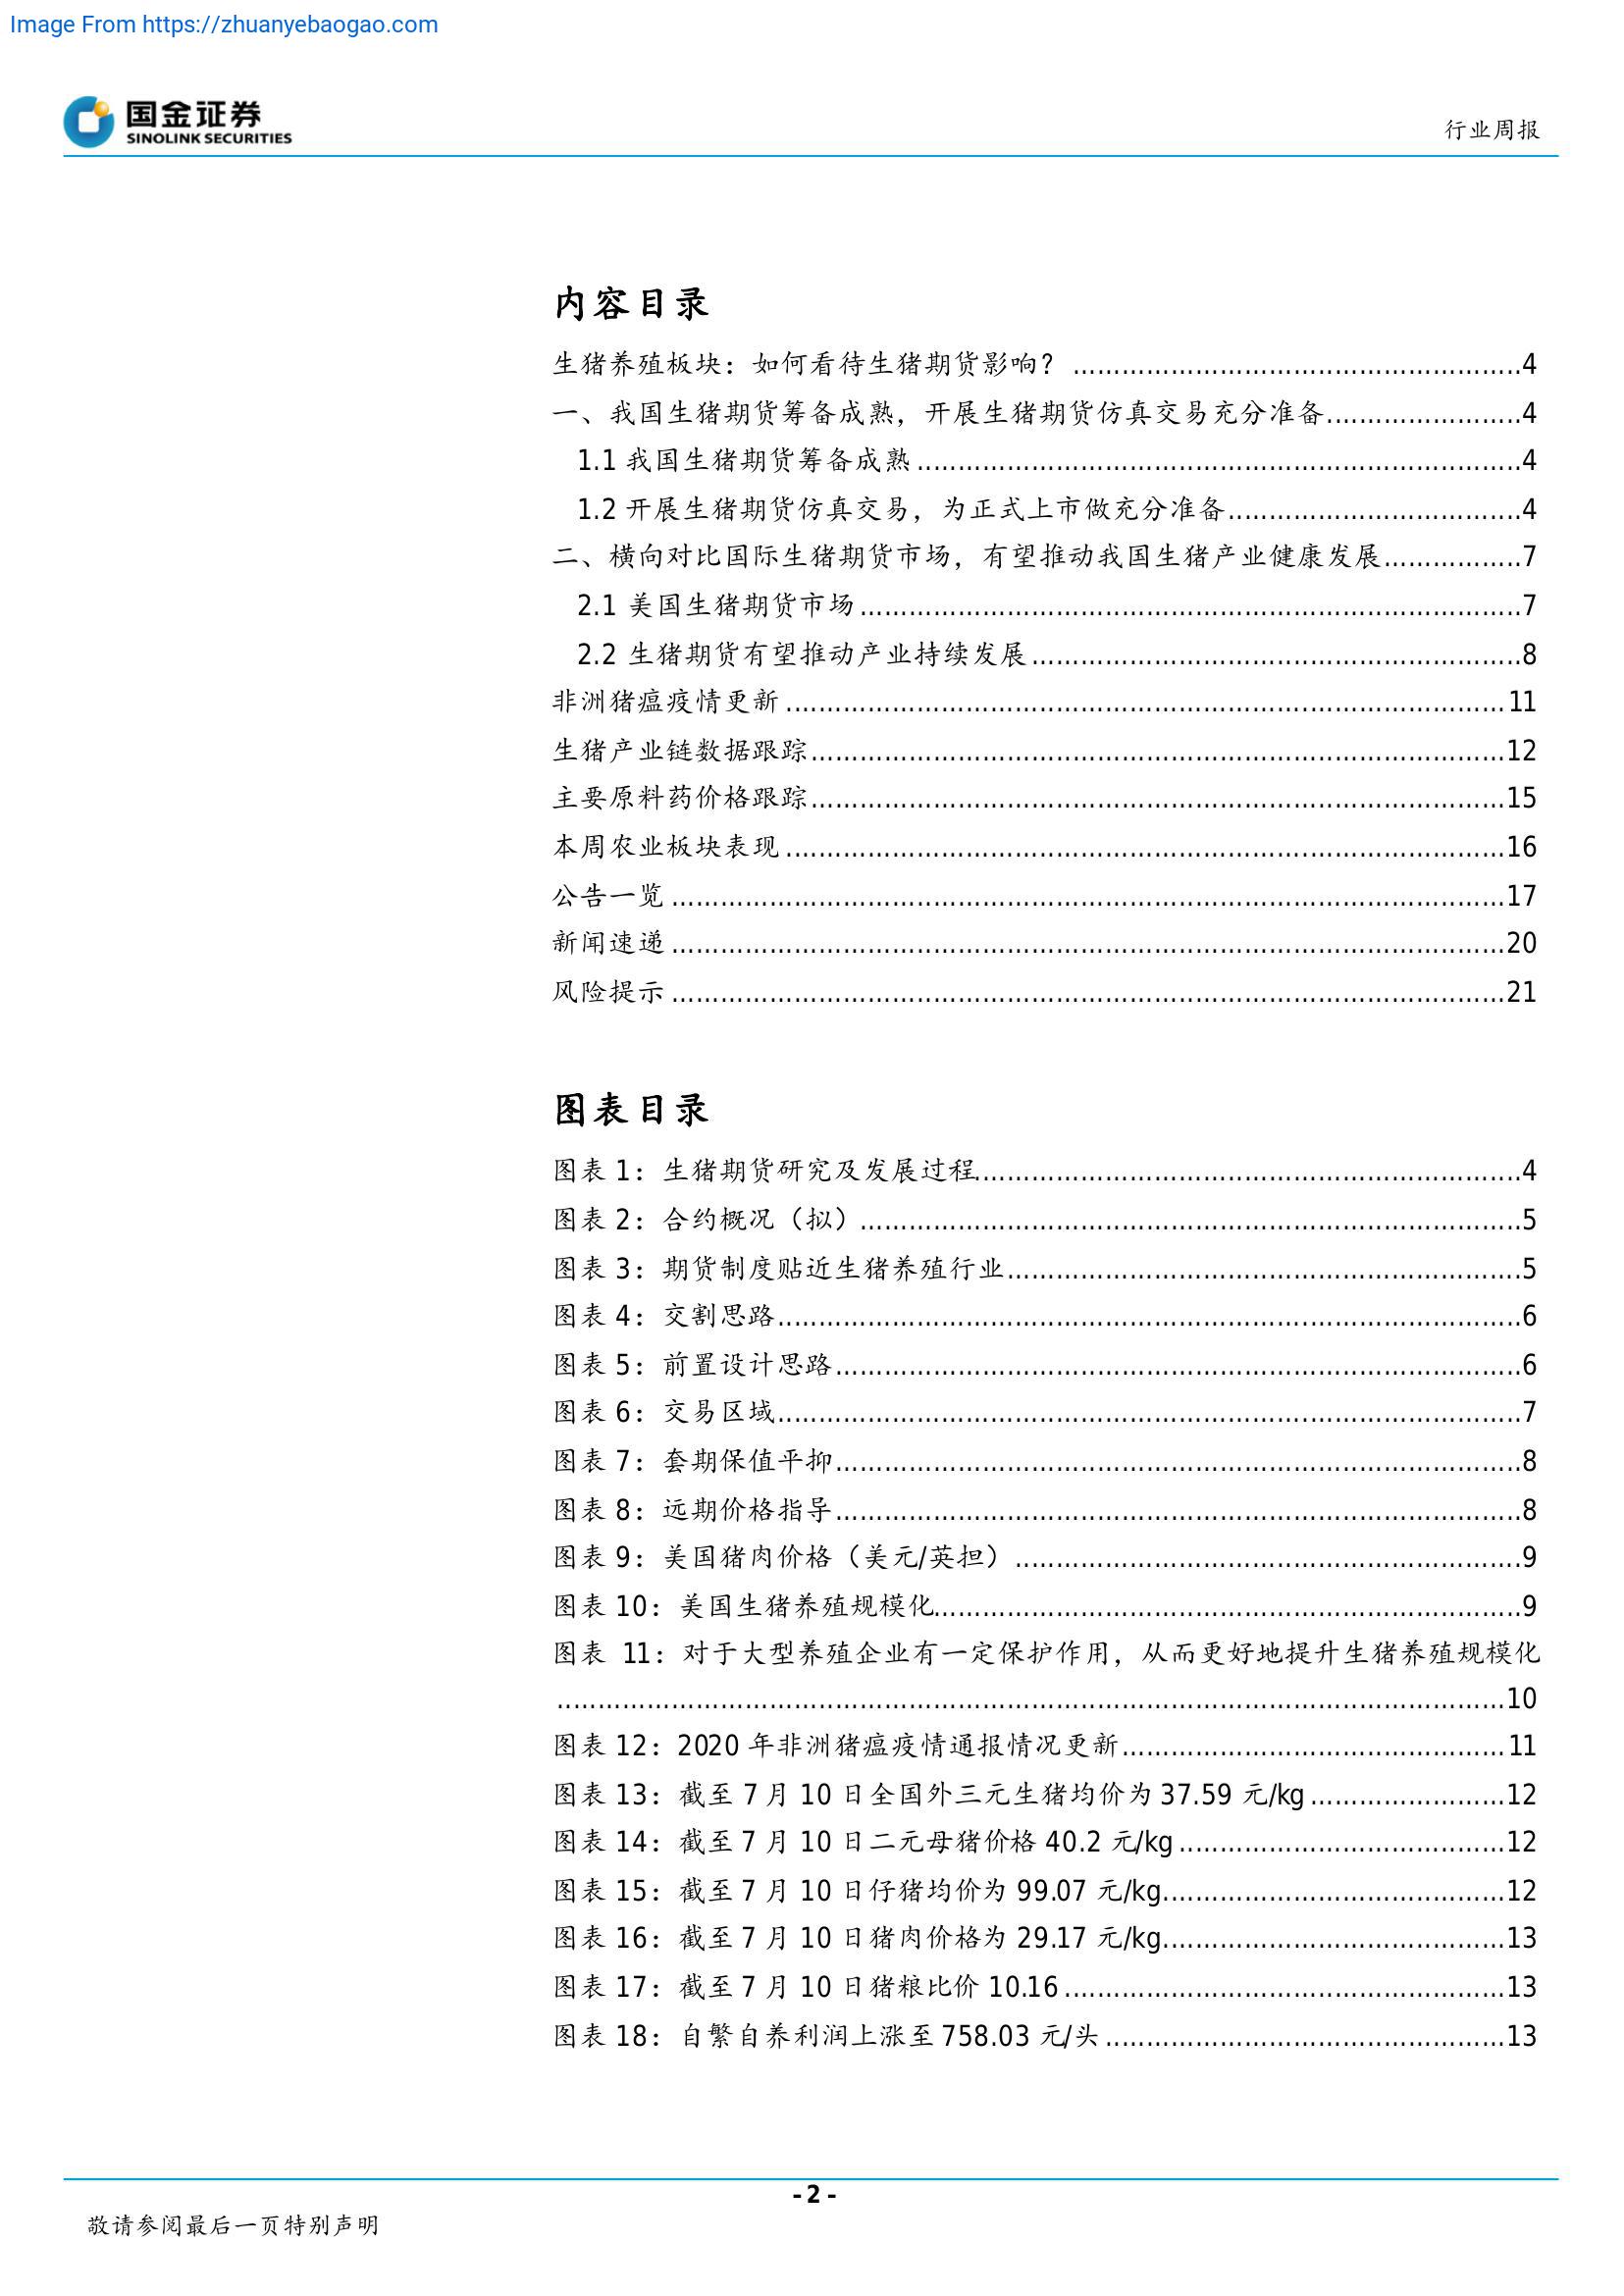 Image From https://zhuanyebaogao.com
国金证券
SINOLINK SECURITIES
行业周报
内容目录
生猪养殖板块：如何看待生猪期货影响？ ........................................................4
一、我国生猪期货筹备成熟，开展生猪期货仿真交易充分准备........................4
1.1 我国生猪期货筹备成熟 ..........................................................................4
1.2 开展生猪期货仿真交易，为正式上市做充分准备....................................4
二、横向对比国际生猪期货市场，有望推动我国生猪产业健康发展.................7
2.1 美国生猪期货市场 .................................................................................7
2.2 生猪期货有望推动产业持续发展 ............................................................8
非洲猪瘟疫情更新 ........................................................................................11
生猪产业链数据跟踪.....................................................................................12
主要原料药价格跟踪.....................................................................................15
本周农业板块表现 ........................................................................................16
公告一览 ......................................................................................................17
新闻速递 ......................................................................................................20
风险提示 ......................................................................................................21
图表目录
图表 1：生猪期货研究及发展过程...................................................................4
图表 2：合约概况（拟）.................................................................................5
图表 3：期货制度贴近生猪养殖行业...............................................................5
图表 4：交割思路...........................................................................................6
图表 5：前置设计思路....................................................................................6
图表 6：交易区域...........................................................................................7
图表 7：套期保值平抑....................................................................................8
图表 8：远期价格指导....................................................................................8
图表 9：美国猪肉价格（美元/英担）..............................................................9
图表 10：美国生猪养殖规模化........................................................................9
图表 11：对于大型养殖企业有一定保护作用，从而更好地提升生猪养殖规模化
....................................................................................................................10
图表 12：2020 年非洲猪瘟疫情通报情况更新...............................................11
图表 13：截至 7 月 10 日全国外三元生猪均价为 37.59 元/kg ........................12
图表 14：截至 7 月 10 日二元母猪价格 40.2 元/kg ........................................12
图表 15：截至 7 月 10 日仔猪均价为 99.07 元/kg..........................................12
图表 16：截至 7 月 10 日猪肉价格为 29.17 元/kg..........................................13
图表 17：截至 7 月 10 日猪粮比价 10.16 ......................................................13
图表 18：自繁自养利润上涨至 758.03 元/头 .................................................13
- 2 -
敬请参阅最后一页特别声明